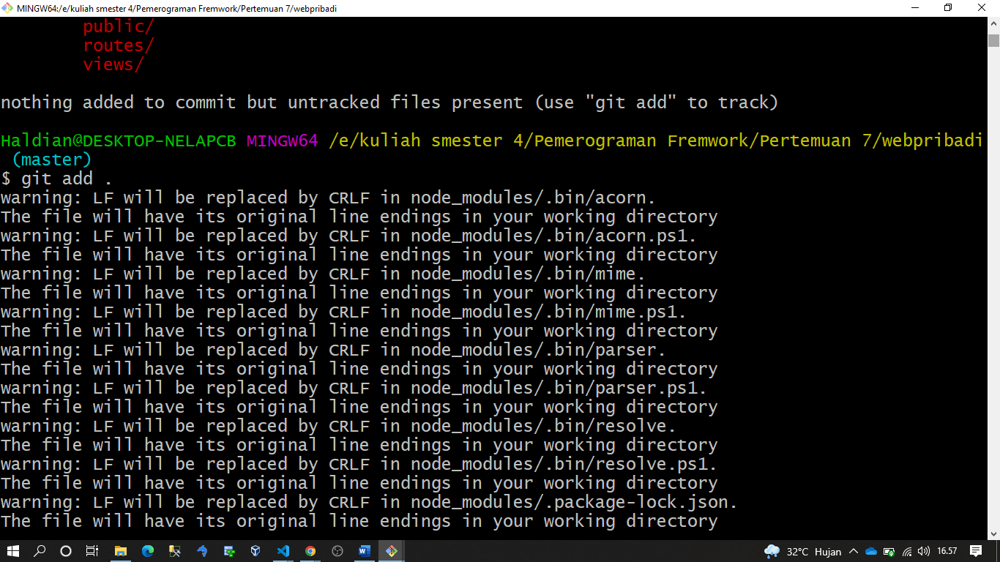 MINGW64:/e/kuliah smester 4/Pemerograman Fremwork/Pertemuan 7/webpribadi
public/
routes/
views/
nothing added to commit but untracked files present (use "git add" to track)
Haldian@DESKTOP-NELAPCB MINGW64 /e/kuliah smester 4/Pemerograman Fremwork/Pertemuan 7/webpribadi
(master)
$ git add .
warning: LF will be replaced by CRLF in node_modules/.bin/acorn.
The file will have its original line endings in your working directory
warning: LF will be replaced by CRLF in node_modules/.bin/acorn.ps1.
The file will have its original line endings in your working directory
warning: LF will be replaced by CRLF in node_modules/.bin/mime.
The file will have its original line endings in your working directory
warning: LF will be replaced by CRLF in node_modules/.bin/mime.ps1.
The file will have its original line endings in your working directory
warning: LF will be replaced by CRLF in node_modules/.bin/parser.
The file will have its original line endings in your working directory
warning: LF will be replaced by CRLF in node_modules/.bin/parser.ps1.
The file will have its original line endings in your working directory
warning: LF will be replaced by CRLF in node_modules/.bin/resolve.
The file will have its original line endings in your working directory
warning: LF will be replaced by CRLF in node_modules/.bin/resolve.ps1.
The file will have its original line endings in your working directory
warning: LF will be replaced by CRLF in node_modules/.package-lock.json.
The file will have its original line endings in your working directory
32°C Hujan 16.57